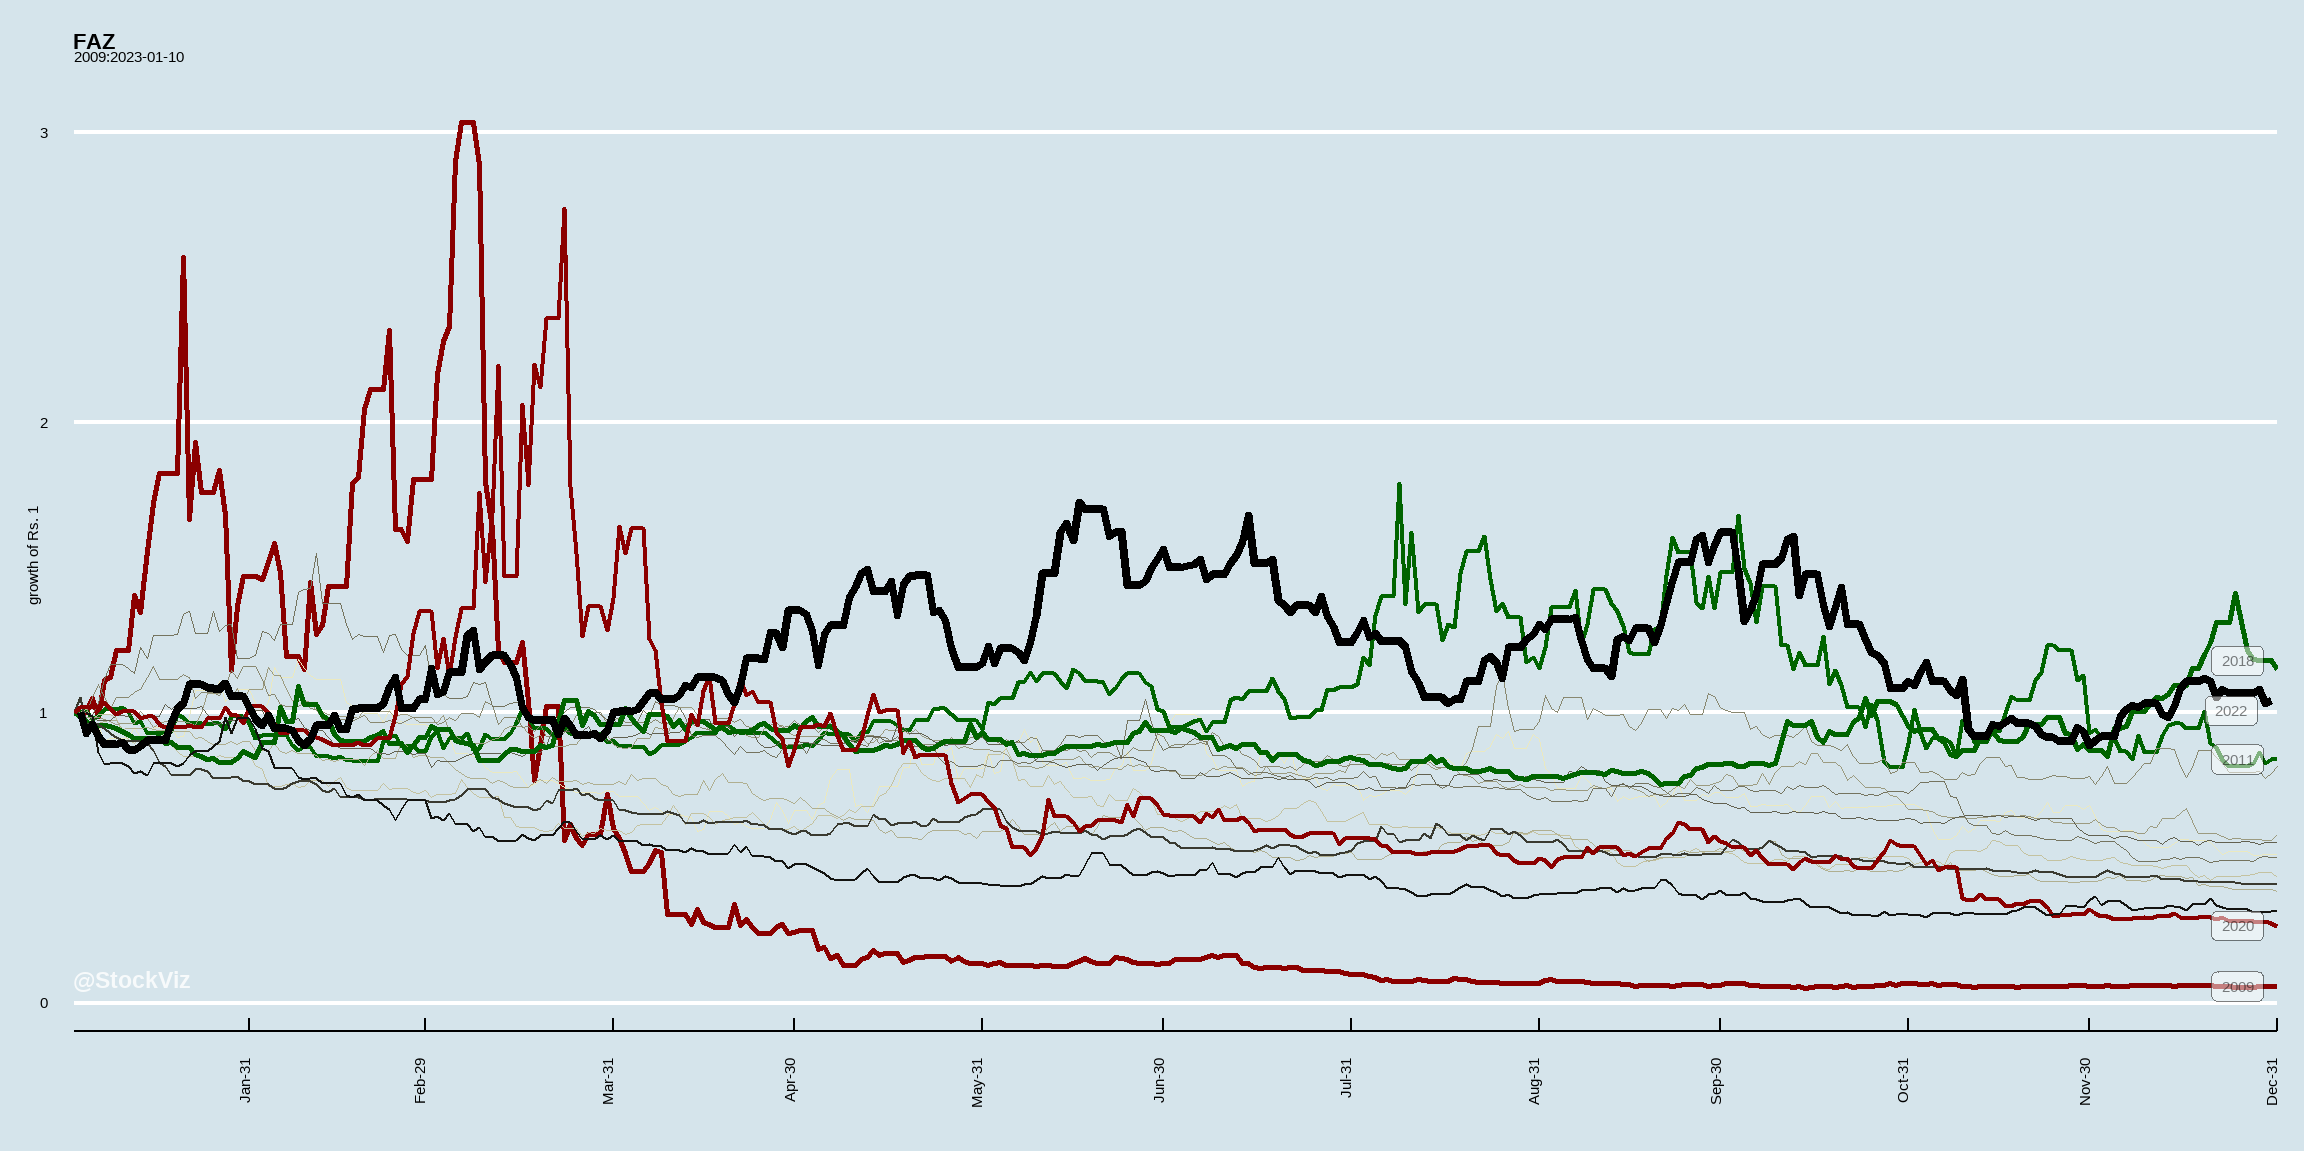 FAZ
2009:2023-01-10
3
2
1
0
growth of Rs. 1
2018
2022
2011
2020
2009
@StockViz
Jan-31
Feb-29
Mar-31
Apr-30
May-31
Jun-30
Jul-31
Aug-31
Sep-30
Oct-31
Nov-30
Dec-31